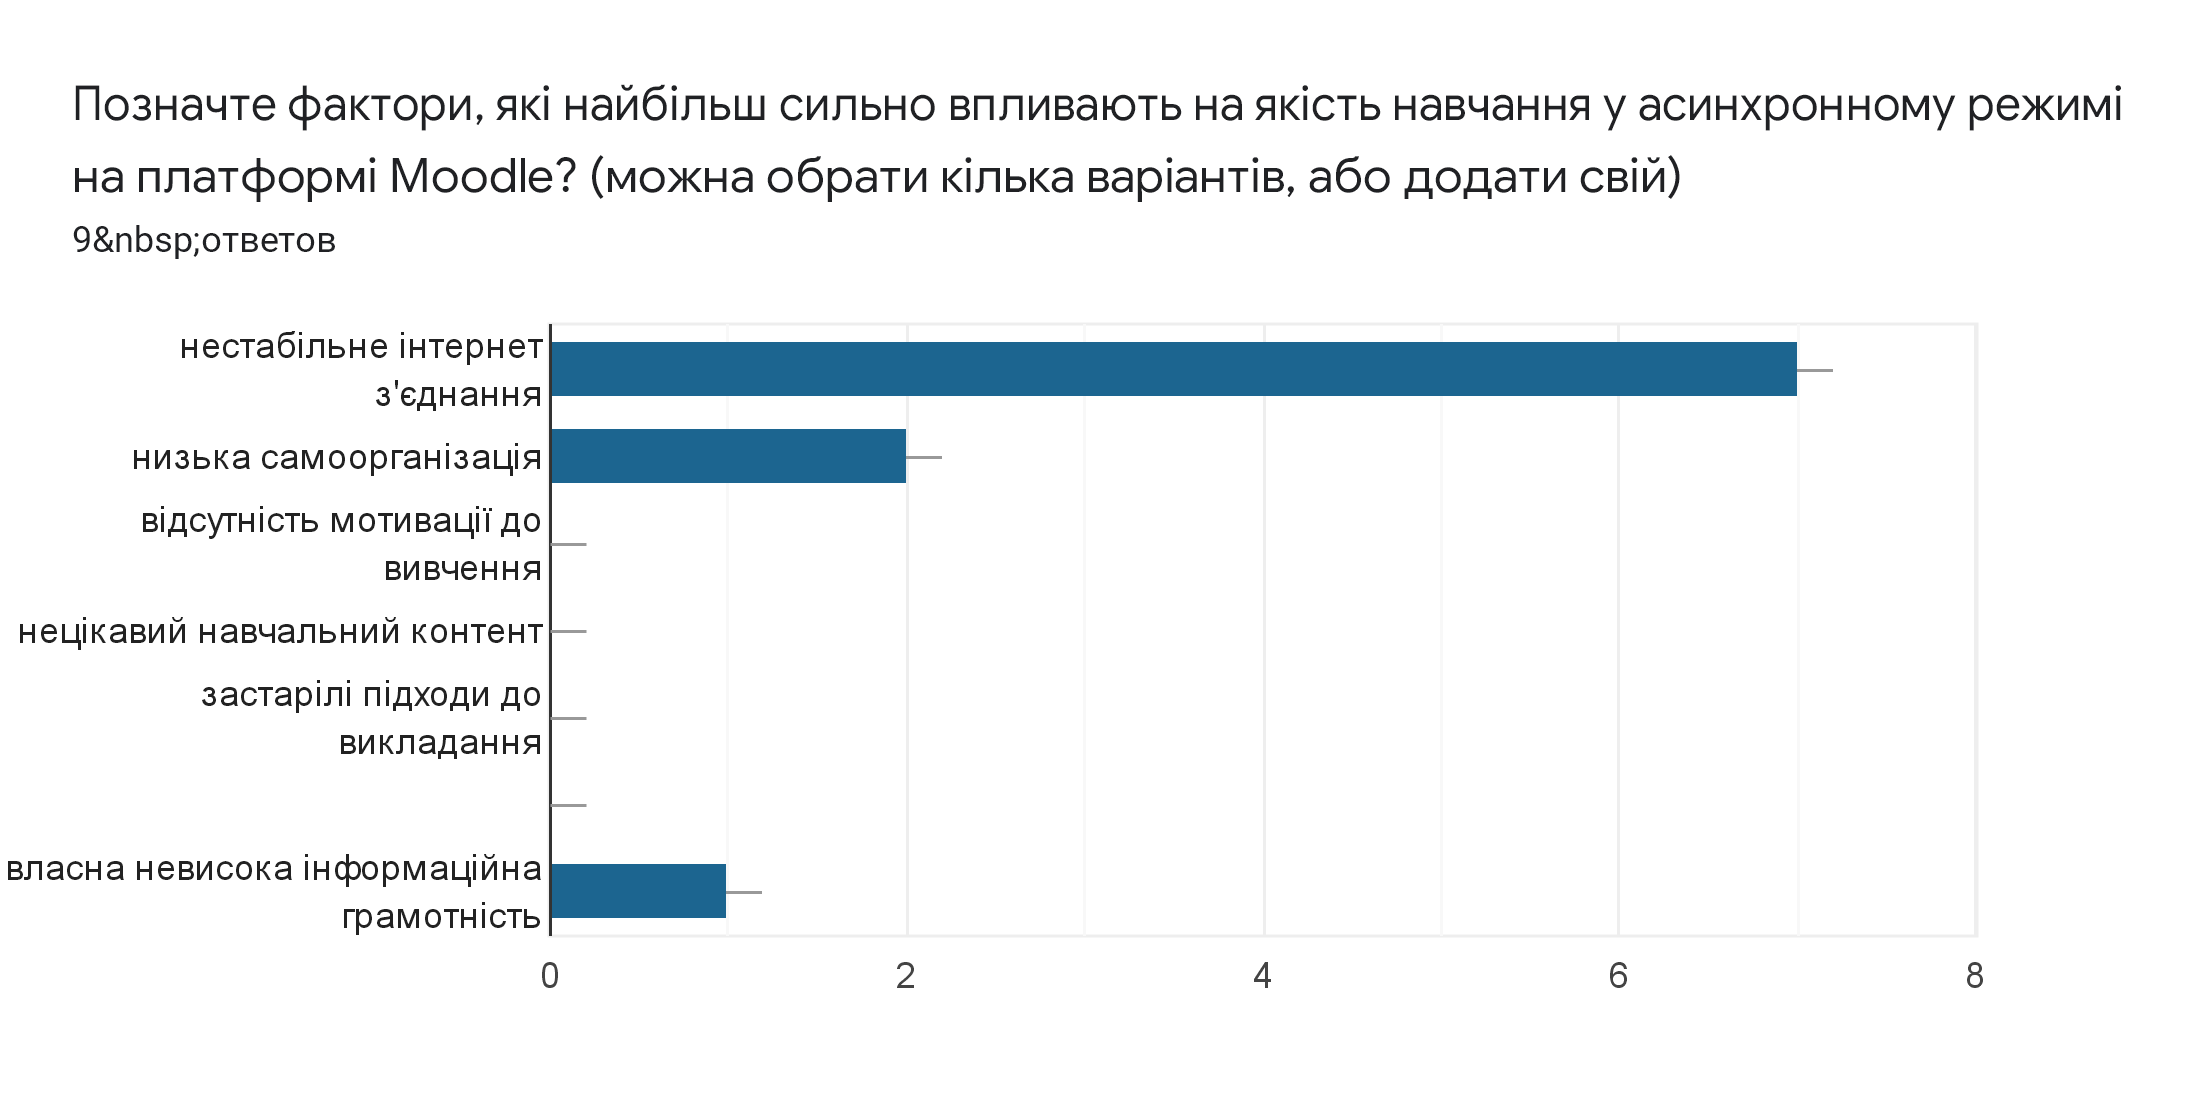 Позначте фактори, які найбільш сильно впливають на якість навчання у асинхронному режимі
на платформі Moodle? (можна обрати кілька варіантів, або додати свій)
9&nbsp;ответов
нестабільне інтернет
з'єднання
низька самоорганізація
відсутність мотивації до
вивчення
нецікавий навчальний контент
застарілі підходи до
викладання
власна невисока інформаційна
грамотність
0 2 4 6 8